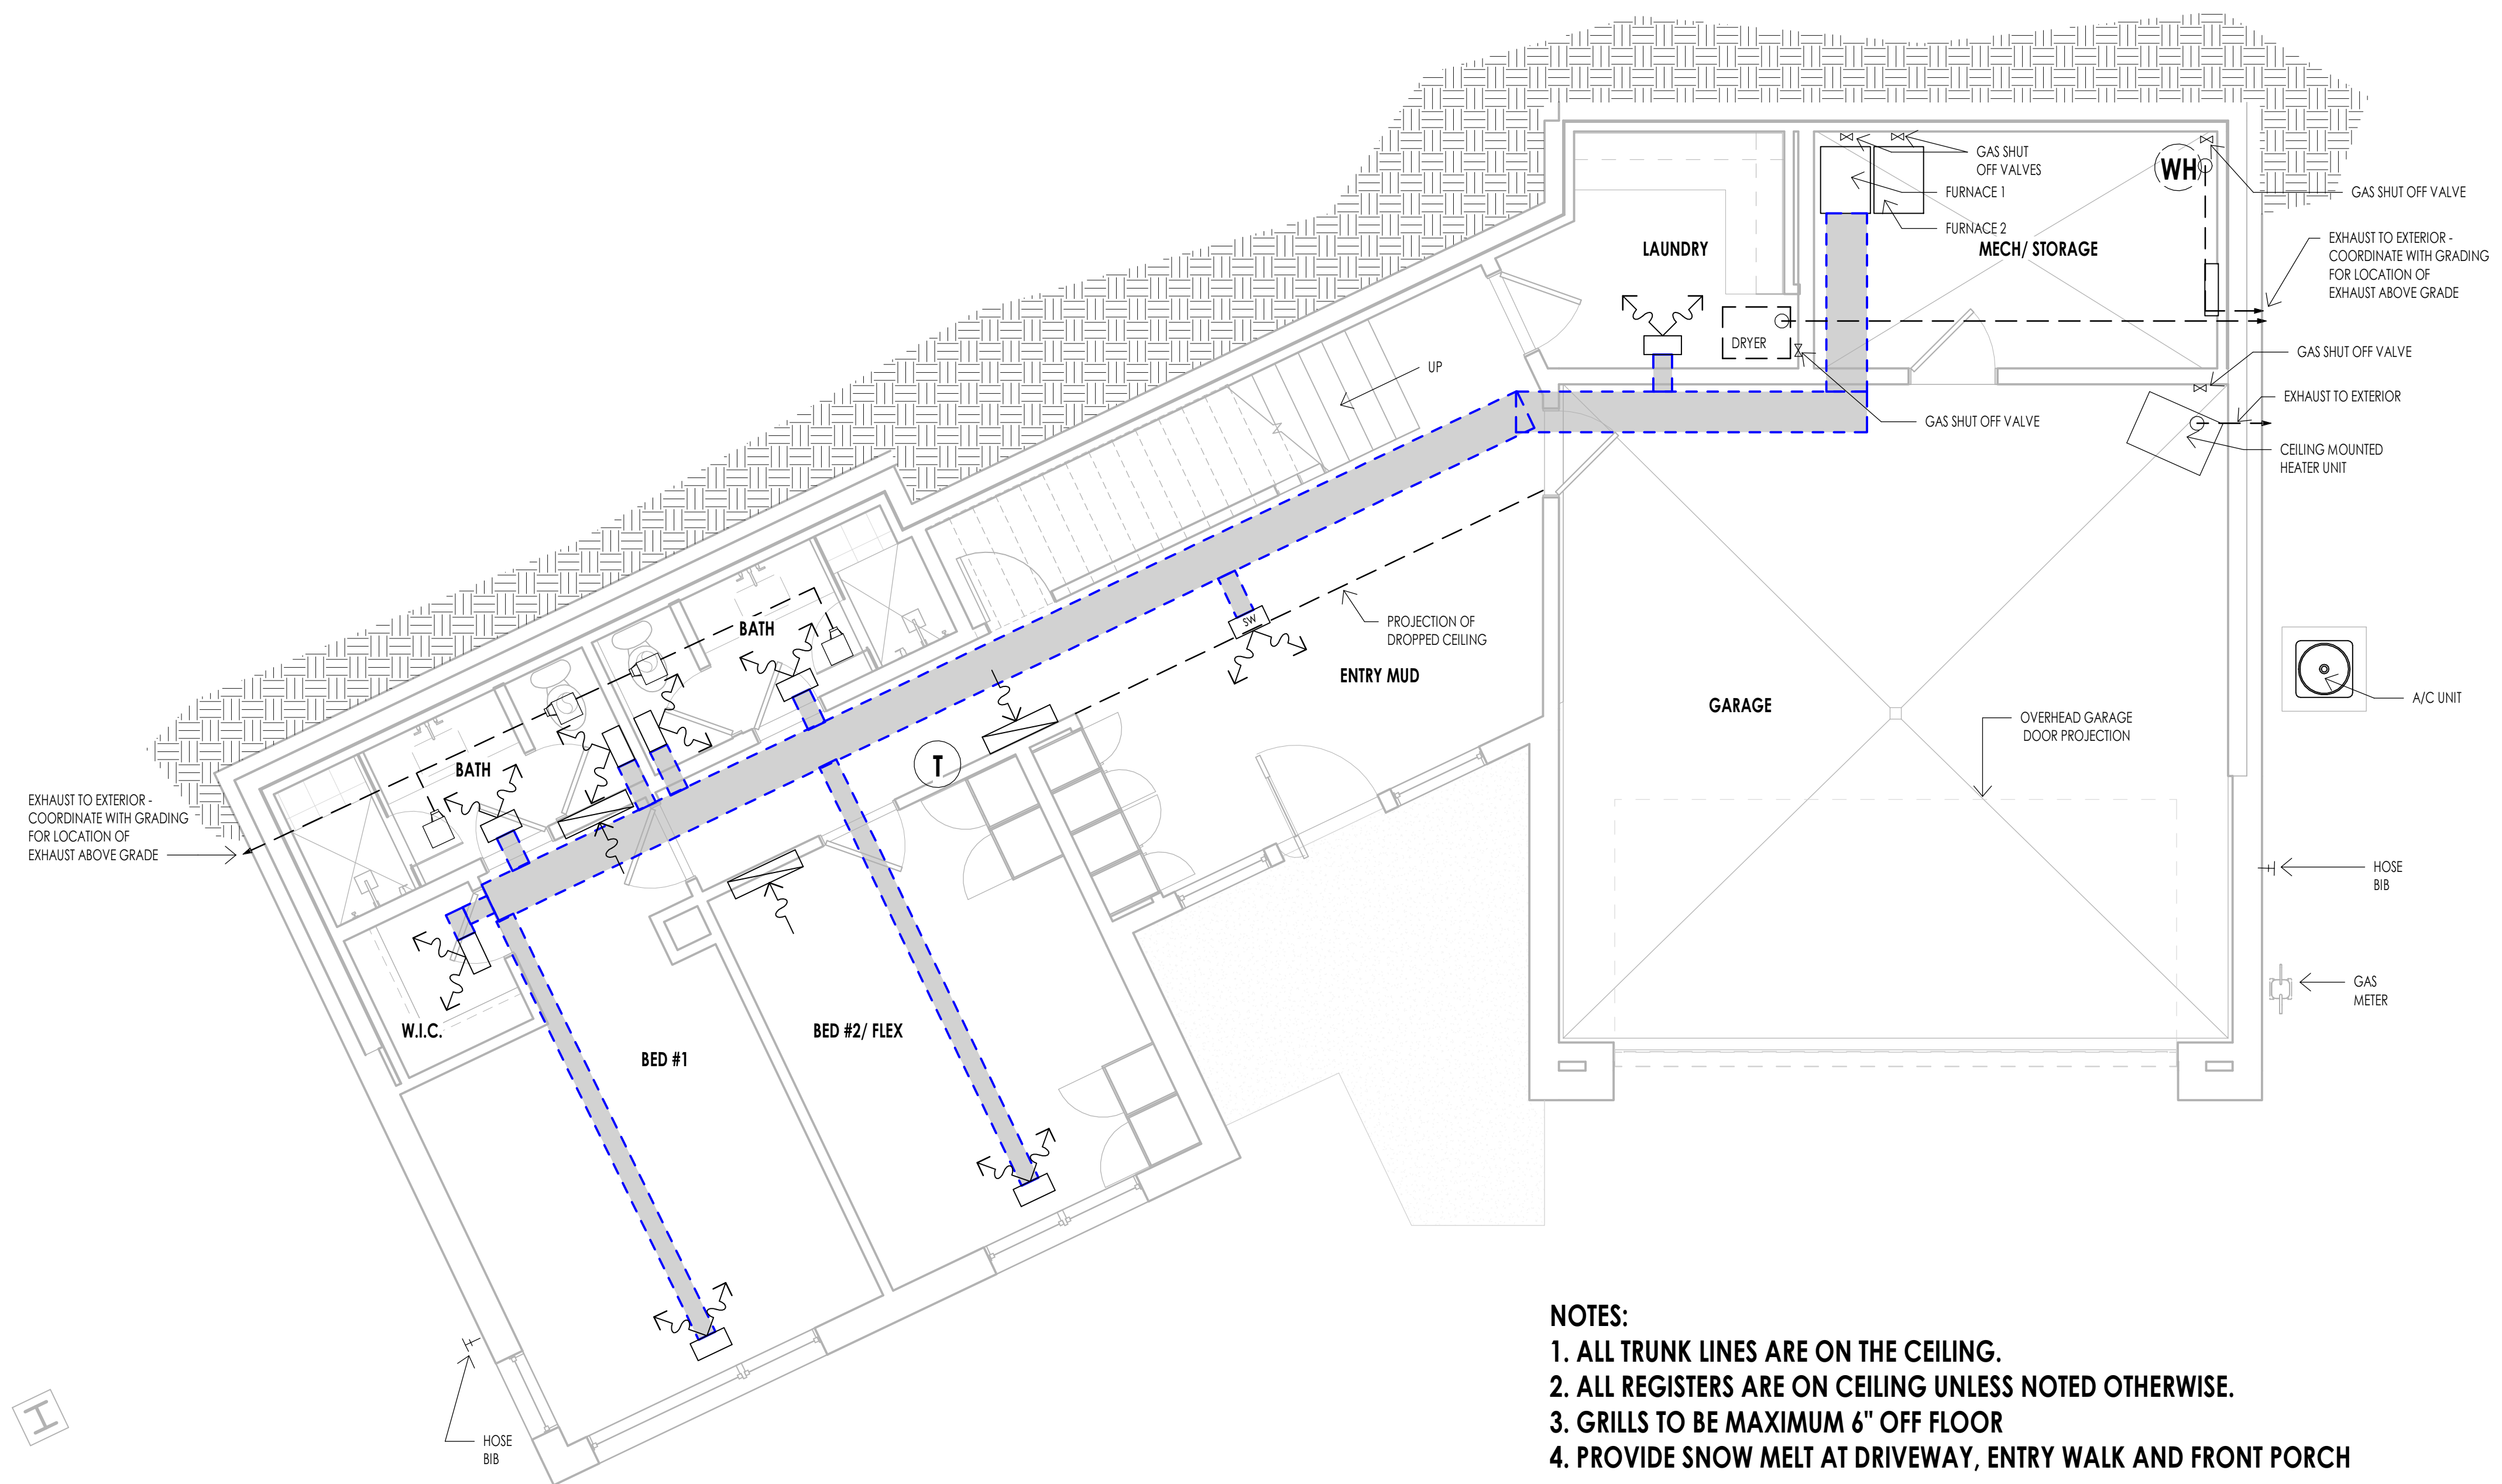 GAS SHUT
OFF VALVES
FURNACE 1
FURNACE 2
WH
GAS SHUT OFF VALVE
LAUNDRY
MECH/ STORAGE
EXHAUST TO EXTERIOR -
COORDINATE WITH GRADING
FOR LOCATION OF
EXHAUST ABOVE GRADE
DRYER
GAS SHUT OFF VALVE
UP
EXHAUST TO EXTERIOR
GAS SHUT OFF VALVE
CEILING MOUNTED
HEATER UNIT
SW
PROJECTION OF
DROPPED CEILING
BATH
ENTRY MUD
A/C UNIT
GARAGE
OVERHEAD GARAGE
DOOR PROJECTION
T
BATH
S
S
EXHAUST TO EXTERIOR -
COORDINATE WITH GRADING
FOR LOCATION OF
EXHAUST ABOVE GRADE
HOSE
BIB
GAS
METER
W.I.C.
BED #1
BED #2/ FLEX
HOSE
BIB
I
NOTES:
1. ALL TRUNK LINES ARE ON THE CEILING.
2. ALL REGISTERS ARE ON CEILING UNLESS NOTED OTHERWISE.
3. GRILLS TO BE MAXIMUM 6" OFF FLOOR
4. PROVIDE SNOW MELT AT DRIVEWAY, ENTRY WALK AND FRONT PORCH